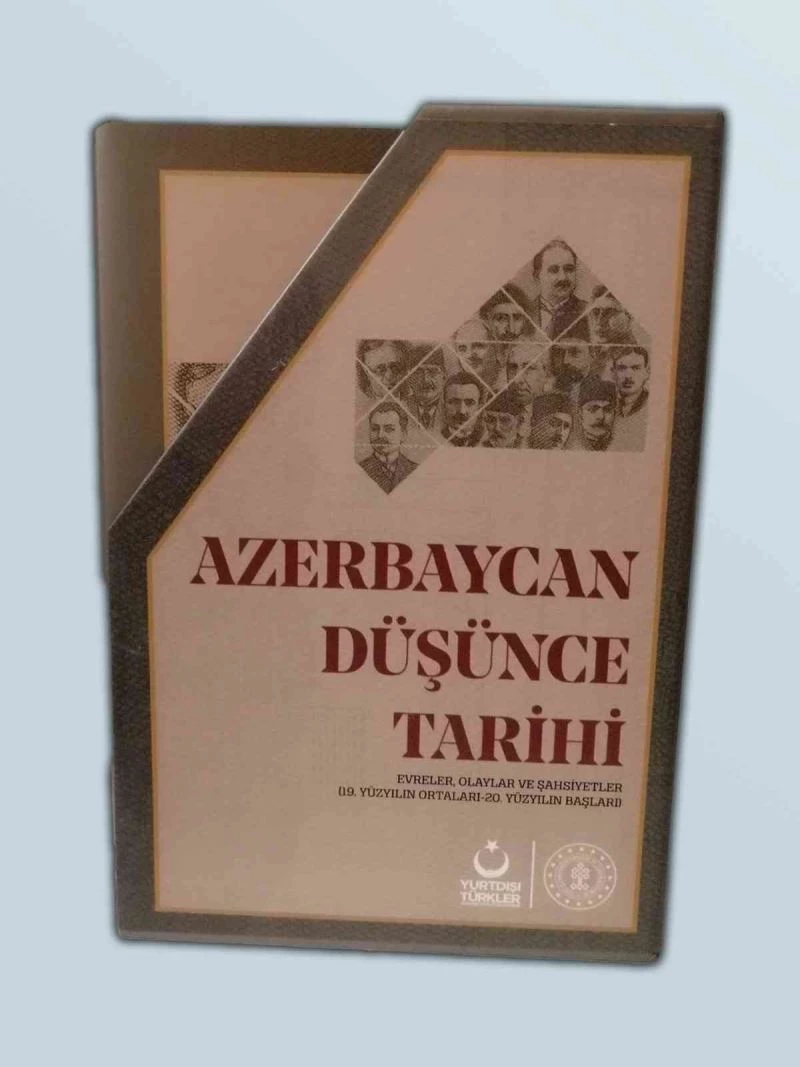 AZERBAYCAN
DÜŞÜNCE
TARİHİ
EVRELER, OLAYLAR VE ŞAHSİYETLER
(19. YÜZYILIN ORTALARI-20. YÜZYILIN BAŞLARI)
YURTDIŞI
TÜRKLER